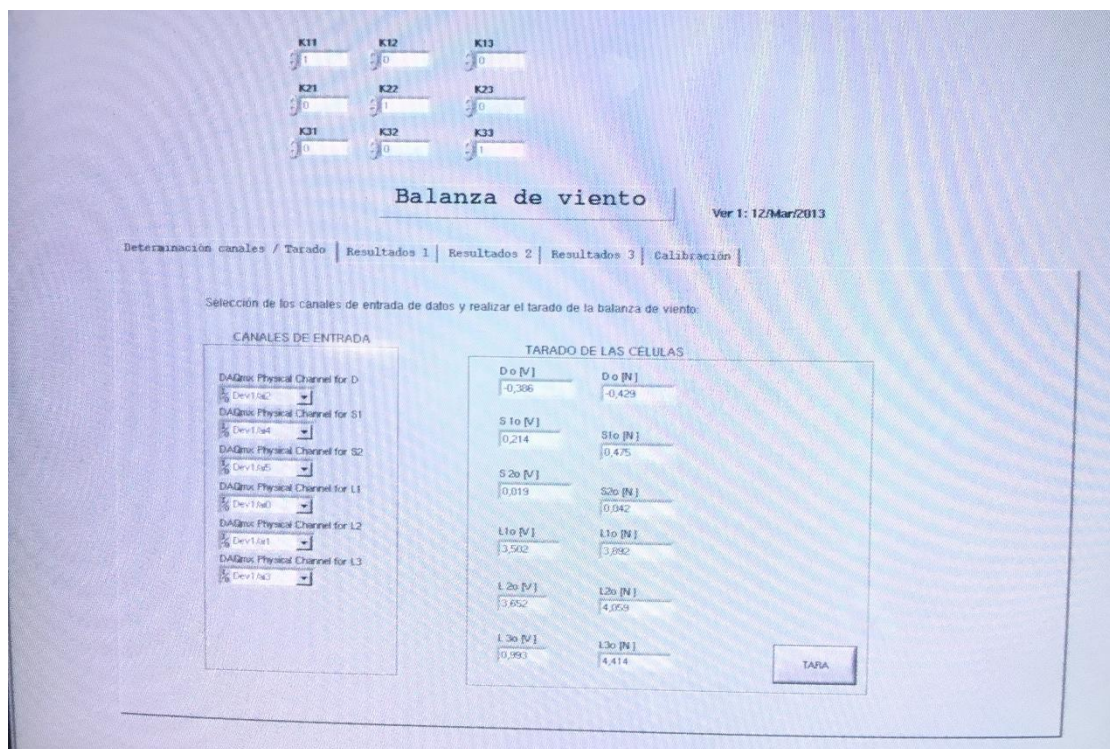 K11 K12 K13
1 0 0
K21 K22 K23
0 1 0
K31 K32 K33
0 0 1
Balanza de viento
Ver 1: 12/Mar/2013
Determinación canales / Tarado Resultados 1 Resultados 2 Resultados 3 Calibración
Selección de los canales de entrada de datos y realizar el tarado de la balanza de viento:
CANALES DE ENTRADA
DAQmx Physical Channel for D
Dev1/ai2
DAQmx Physical Channel for S1
Dev1/ai4
DAQmx Physical Channel for S2
Dev1/ai5
DAQmx Physical Channel for L1
Dev1/ai0
DAQmx Physical Channel for L2
Dev1/ai1
DAQmx Physical Channel for L3
Dev1/ai3
TARADO DE LAS CÉLULAS
D o [V] D o [N]
-0,386 -0,429
S 1o [V] S1o [N]
0,214 0,475
S 2o [V] S2o [N]
0,019 0,042
L1o [V] L1o [N]
3,502 3,892
L 2o [V] L2o [N]
3,652 4,059
L 3o [V] L3o [N]
0,993 4,414
TARA